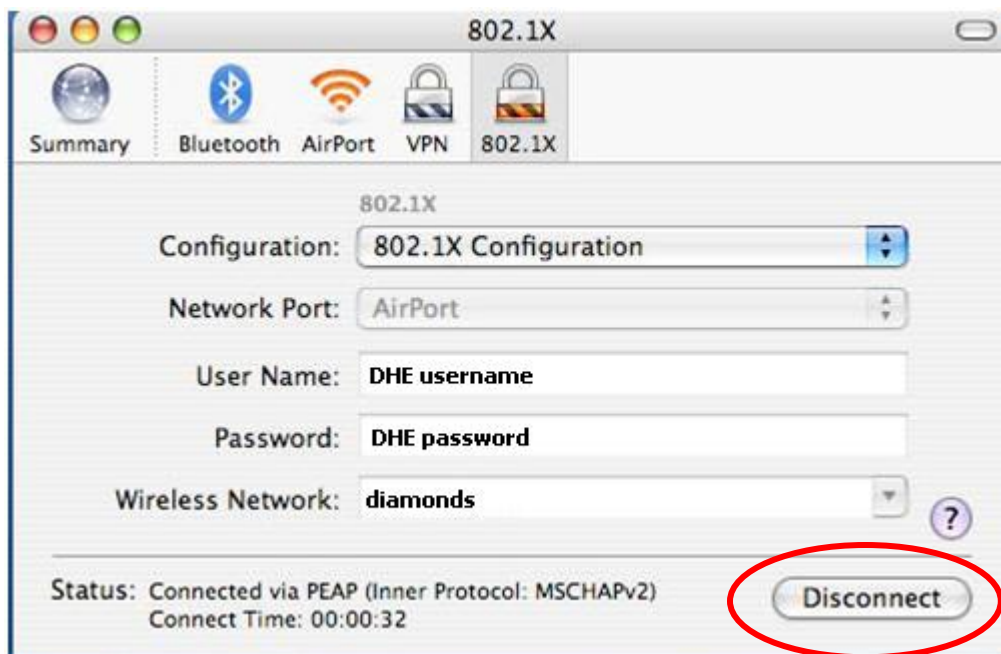 802.1X
Summary Bluetooth AirPort VPN 802.1X
802.1X
Configuration: 802.1X Configuration
Network Port: AirPort
User Name: DHE username
Password: DHE password
Wireless Network: diamonds
?
Status: Connected via PEAP (Inner Protocol: MSCHAPv2)
Connect Time: 00:00:32
Disconnect